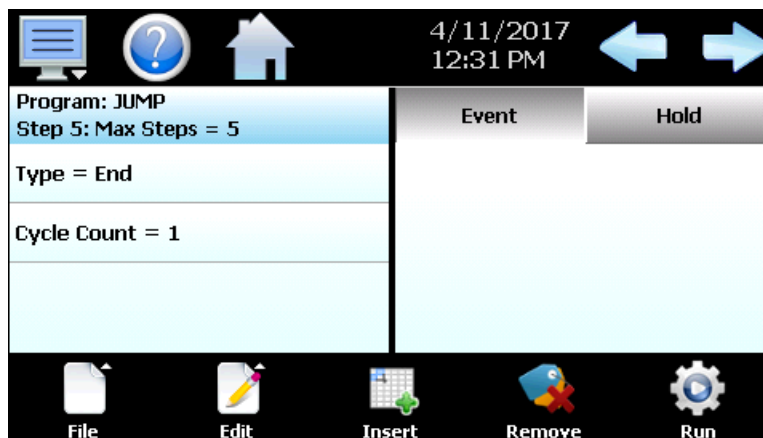 4/11/2017
12:31 PM
Program: JUMP
Step 5: Max Steps = 5
Type = End
Cycle Count = 1
Event
Hold
File
Edit
Insert
Remove
Run